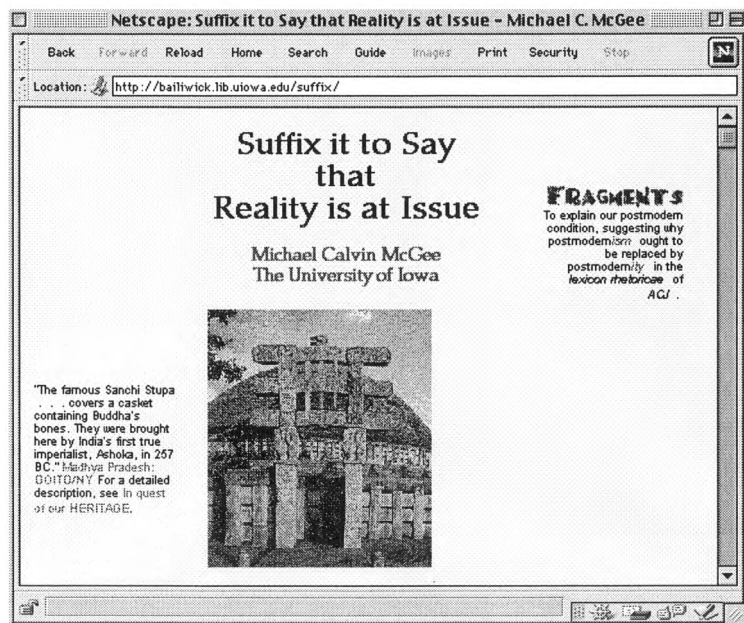 Netscape: Suffix it to Say that Reality is at Issue – Michael C. McGee
Back Forward Reload Home Search Guide Images Print Security Stop
N
Location: http://bailiwick.lib.uiowa.edu/suffix/
Suffix it to Say
that
Reality is at Issue
Michael Calvin McGee
The University of Iowa
FRAGMENTS
To explain our postmodern
condition, suggesting why
postmodernism ought to
be replaced by
postmodernity in the
lexicon rhetoricae of
AGJ .
"The famous Sanchi Stupa
. . . covers a casket
containing Buddha's
bones. They were brought
here by India's first true
imperialist, Ashoka, in 257
BC." Madhya Pradesh:
GOITO/NY For a detailed
description, see In quest
of our HERITAGE.